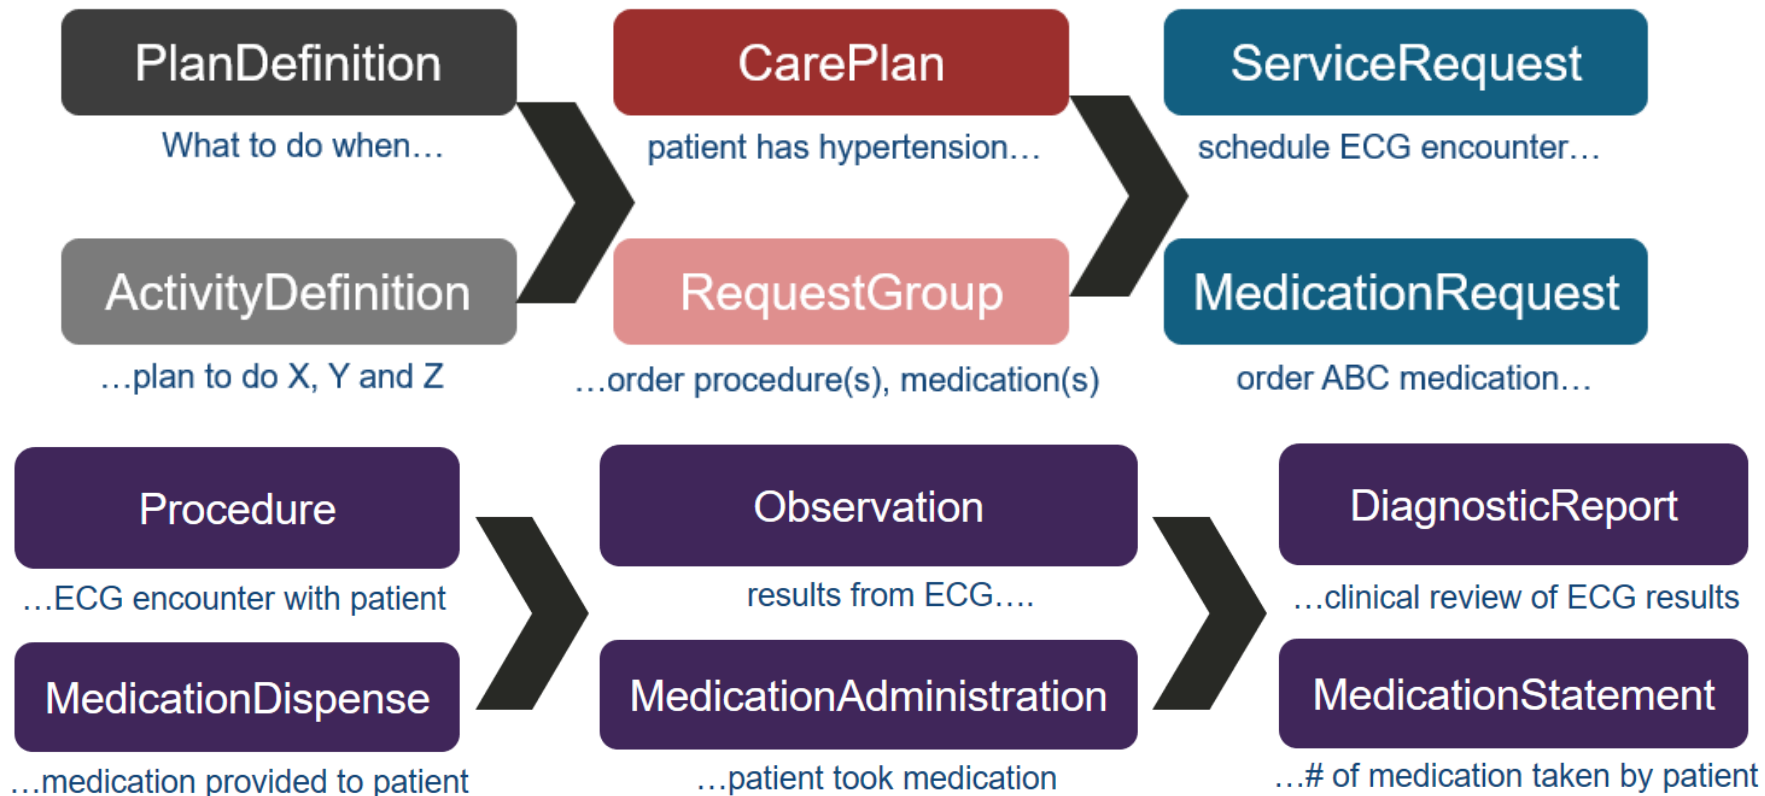 PlanDefinition
CarePlan
ServiceRequest
What to do when…
patient has hypertension…
schedule ECG encounter…
ActivityDefinition
RequestGroup
MedicationRequest
…plan to do X, Y and Z
…order procedure(s), medication(s)
order ABC medication…
Procedure
Observation
DiagnosticReport
…ECG encounter with patient
results from ECG….
…clinical review of ECG results
MedicationDispense
MedicationAdministration
MedicationStatement
…medication provided to patient
…patient took medication
…# of medication taken by patient